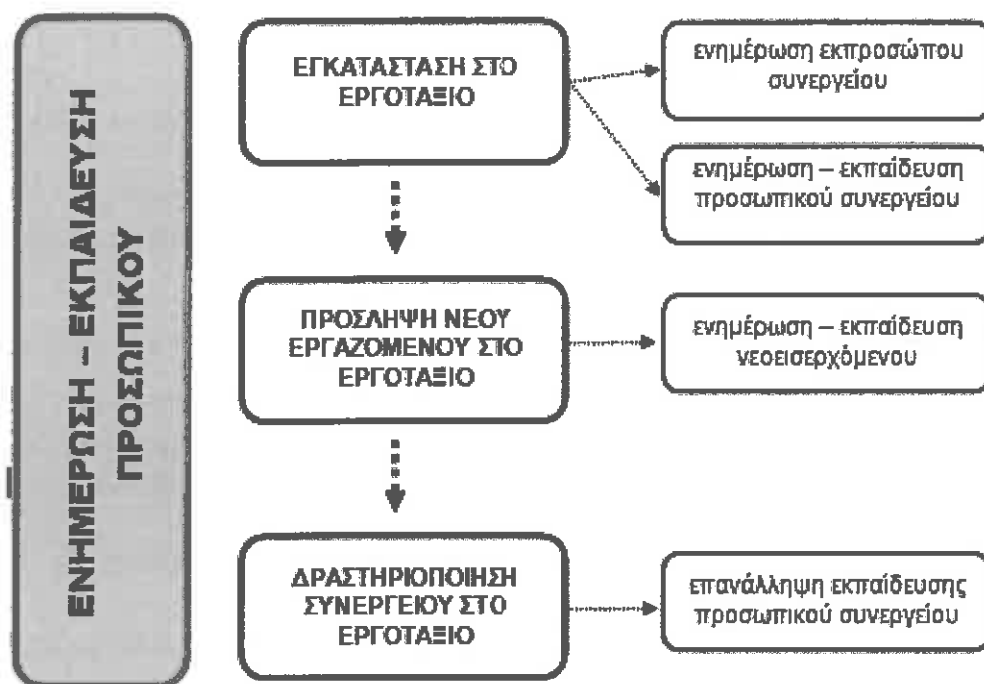 ΕΝΗΜΕΡΩΣΗ – ΕΚΠΑΙΔΕΥΣΗ
ΠΡΟΣΩΠΙΚΟΥ
ΕΓΚΑΤΑΣΤΑΣΗ ΣΤΟ
ΕΡΓΟΤΑΞΙΟ
ενημέρωση εκπροσώπου
συνεργείου
ενημέρωση – εκπαίδευση
προσωπικού συνεργείου
ΠΡΟΣΛΗΨΗ ΝΕΟΥ
ΕΡΓΑΖΟΜΕΝΟΥ ΣΤΟ
ΕΡΓΟΤΑΞΙΟ
ενημέρωση – εκπαίδευση
νεοεισερχόμενου
ΔΡΑΣΤΗΡΙΟΠΟΙΗΣΗ
ΣΥΝΕΡΓΕΙΟΥ ΣΤΟ
ΕΡΓΟΤΑΞΙΟ
επανάλληψη εκπαίδευσης
προσωπικού συνεργείου